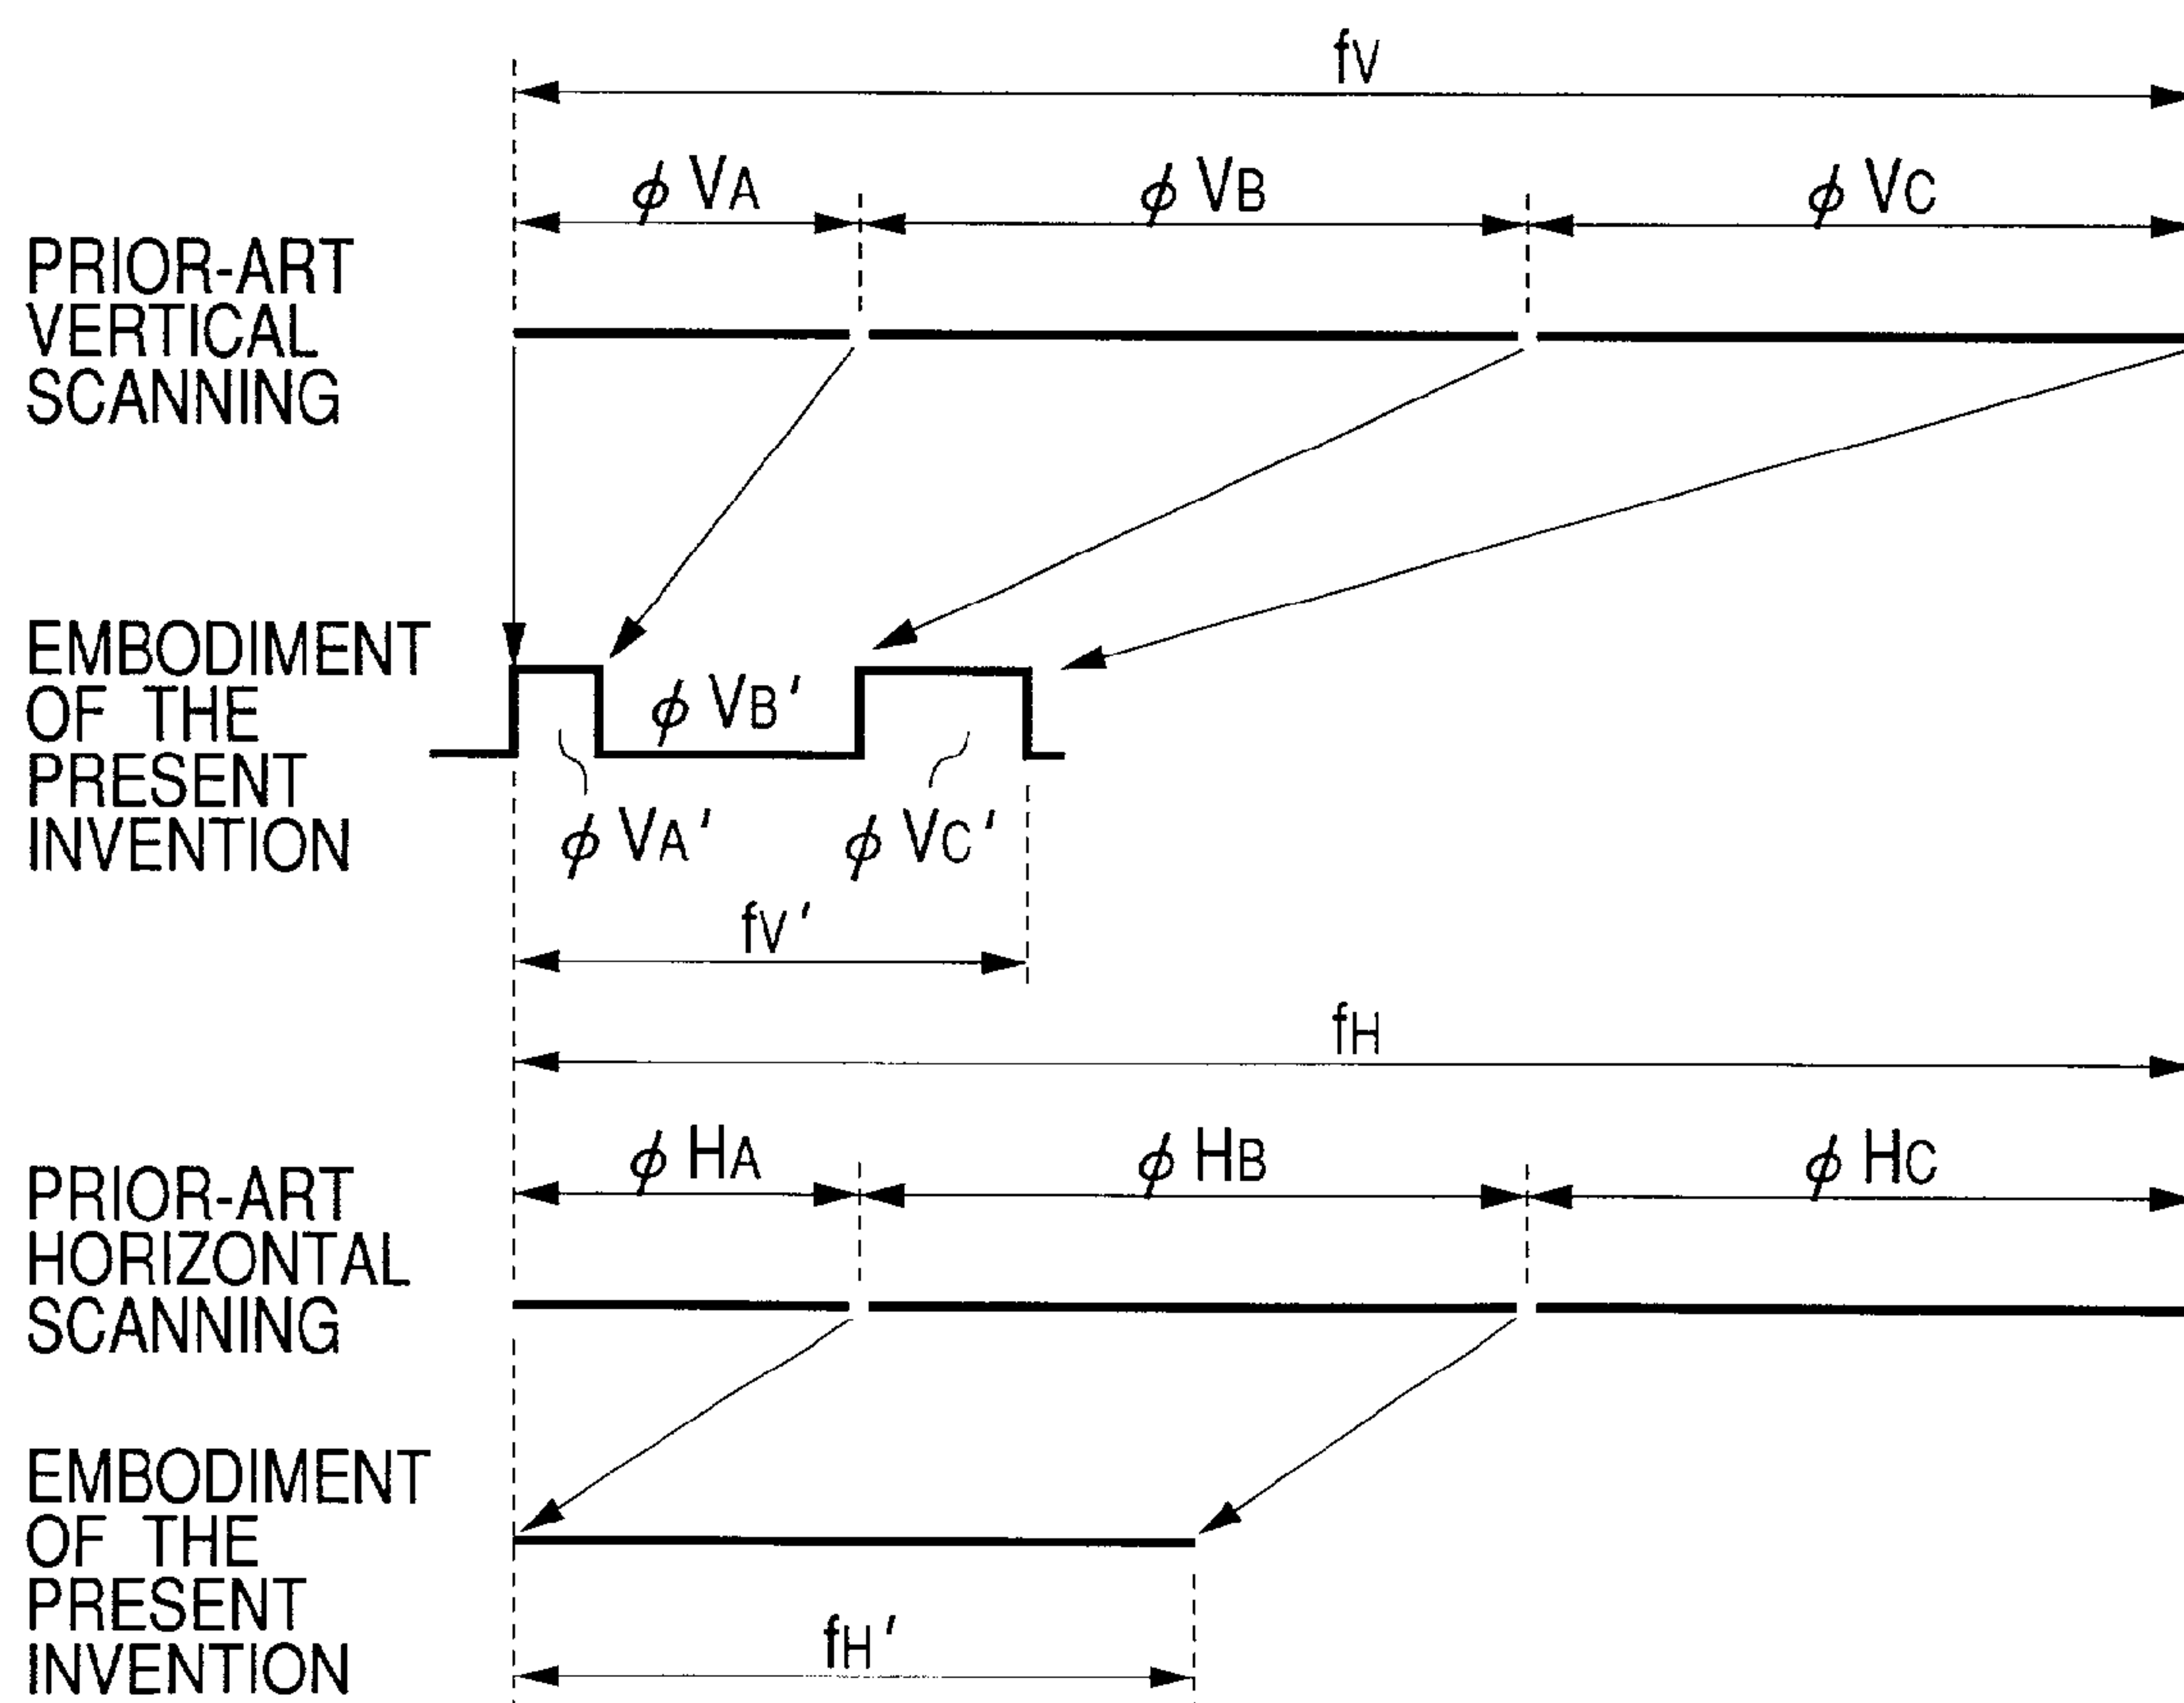 fV
φ VA φ VB φ VC
PRIOR-ART
VERTICAL
SCANNING
EMBODIMENT
OF THE
PRESENT
INVENTION
φ VB'
φ VA' φ VC'
fV'
fH
φ HA φ HB φ HC
PRIOR-ART
HORIZONTAL
SCANNING
EMBODIMENT
OF THE
PRESENT
INVENTION
fH'